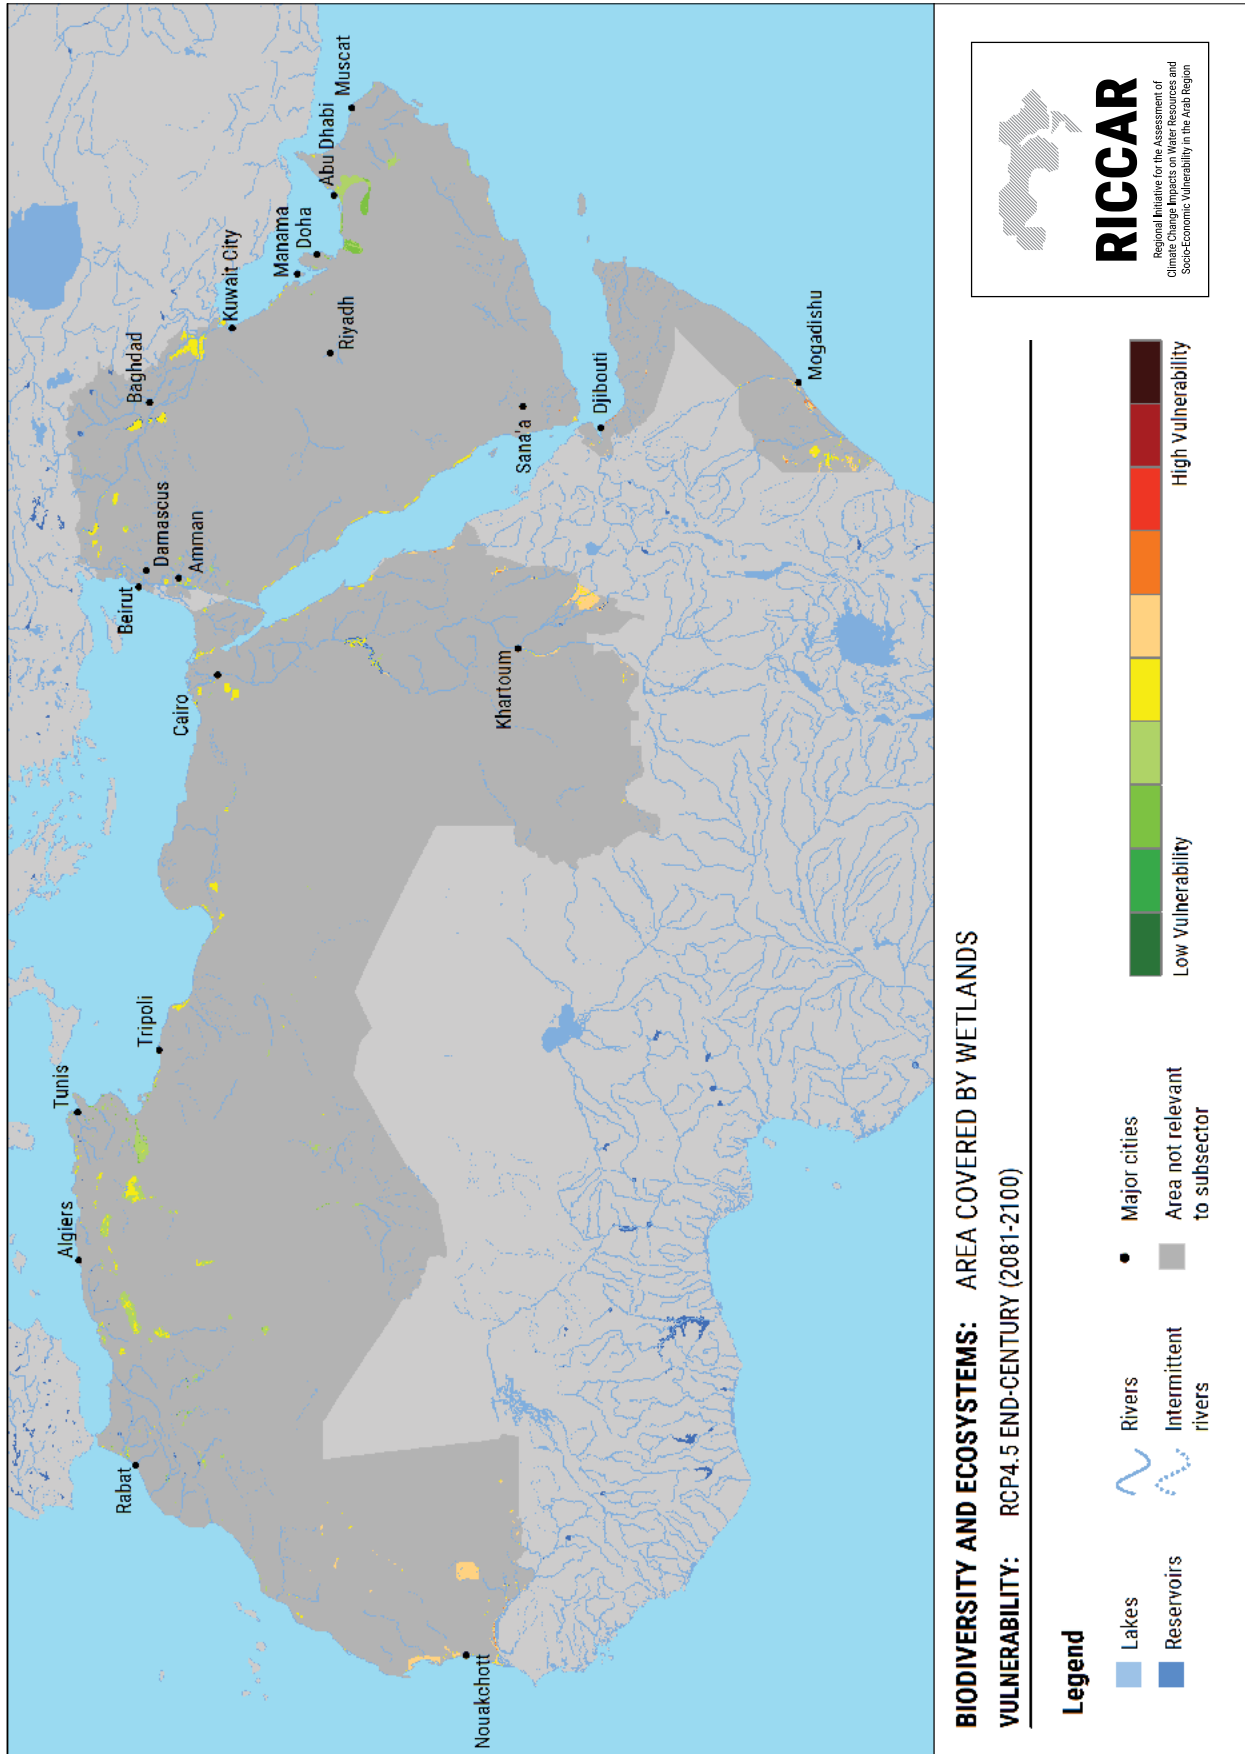 Rabat
Algiers
Tunis
Tripoli
Cairo
Beirut
Damascus
Amman
Baghdad
Kuwait City
Manama
Doha
Abu Dhabi
Muscat
Riyadh
Sana'a
Djibouti
Khartoum
Mogadishu
Nouakchott
BIODIVERSITY AND ECOSYSTEMS: AREA COVERED BY WETLANDS
VULNERABILITY: RCP4.5 END-CENTURY (2081-2100)
Legend
Lakes
Reservoirs
Rivers
Intermittent
rivers
Major cities
Area not relevant
to subsector
Low Vulnerability
High Vulnerability
RICCAR
Regional Initiative for the Assessment of
Climate Change Impacts on Water Resources and
Socio-Economic Vulnerability in the Arab Region